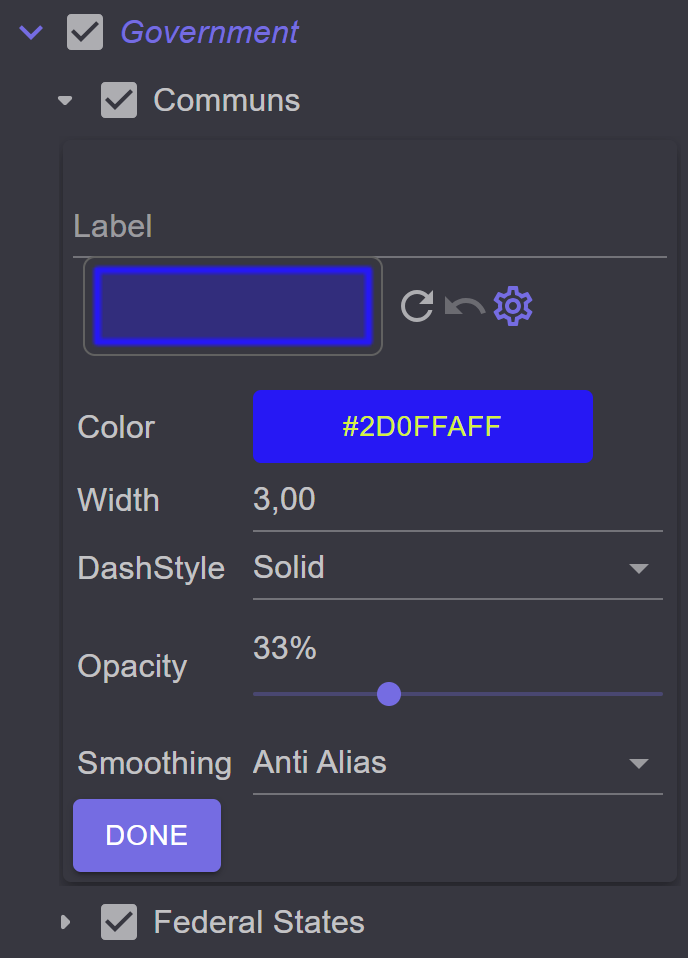 Government
Communs
Label
Color #2D0FFAFF
Width 3,00
DashStyle Solid
Opacity 33%
Smoothing Anti Alias
DONE
Federal States